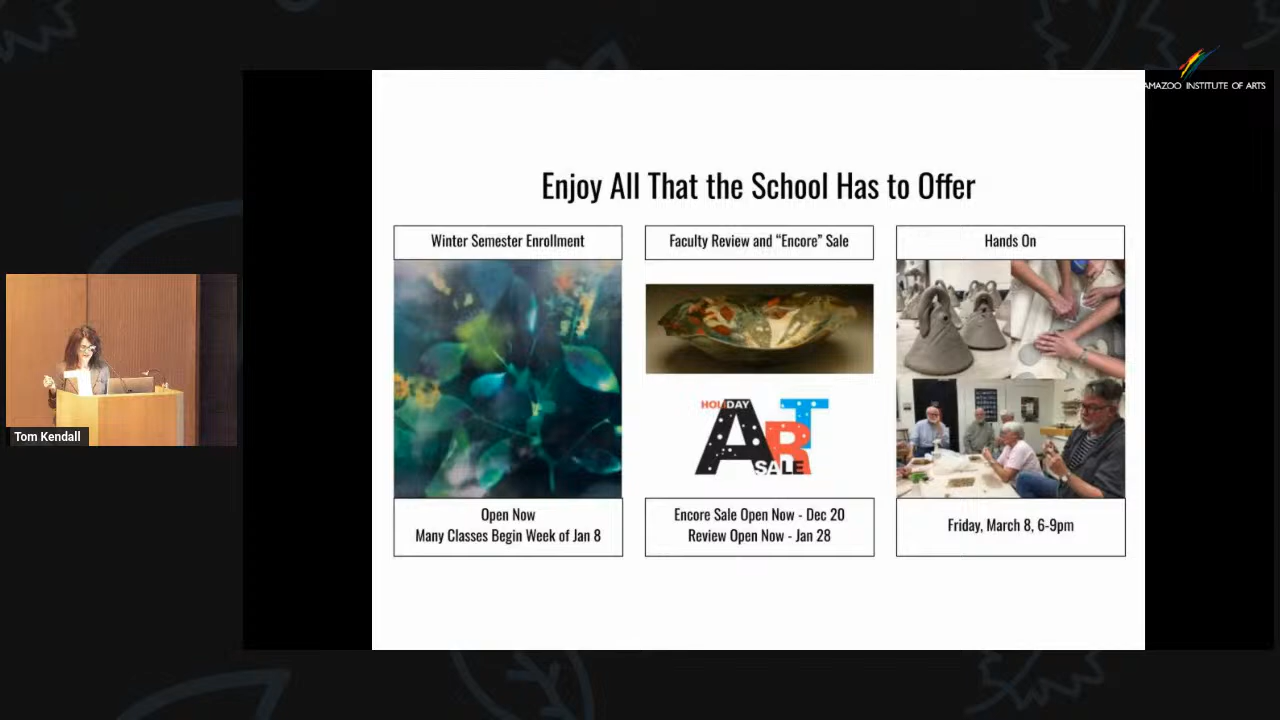 AMAZOO INSTITUTE OF ARTS
Enjoy All That the School Has to Offer
Winter Semester Enrollment
Open Now
Many Classes Begin Week of Jan 8
Faculty Review and “Encore” Sale
HOLIDAY
ART
SALE
Encore Sale Open Now - Dec 20
Review Open Now - Jan 28
Hands On
Friday, March 8, 6-9pm
Tom Kendall